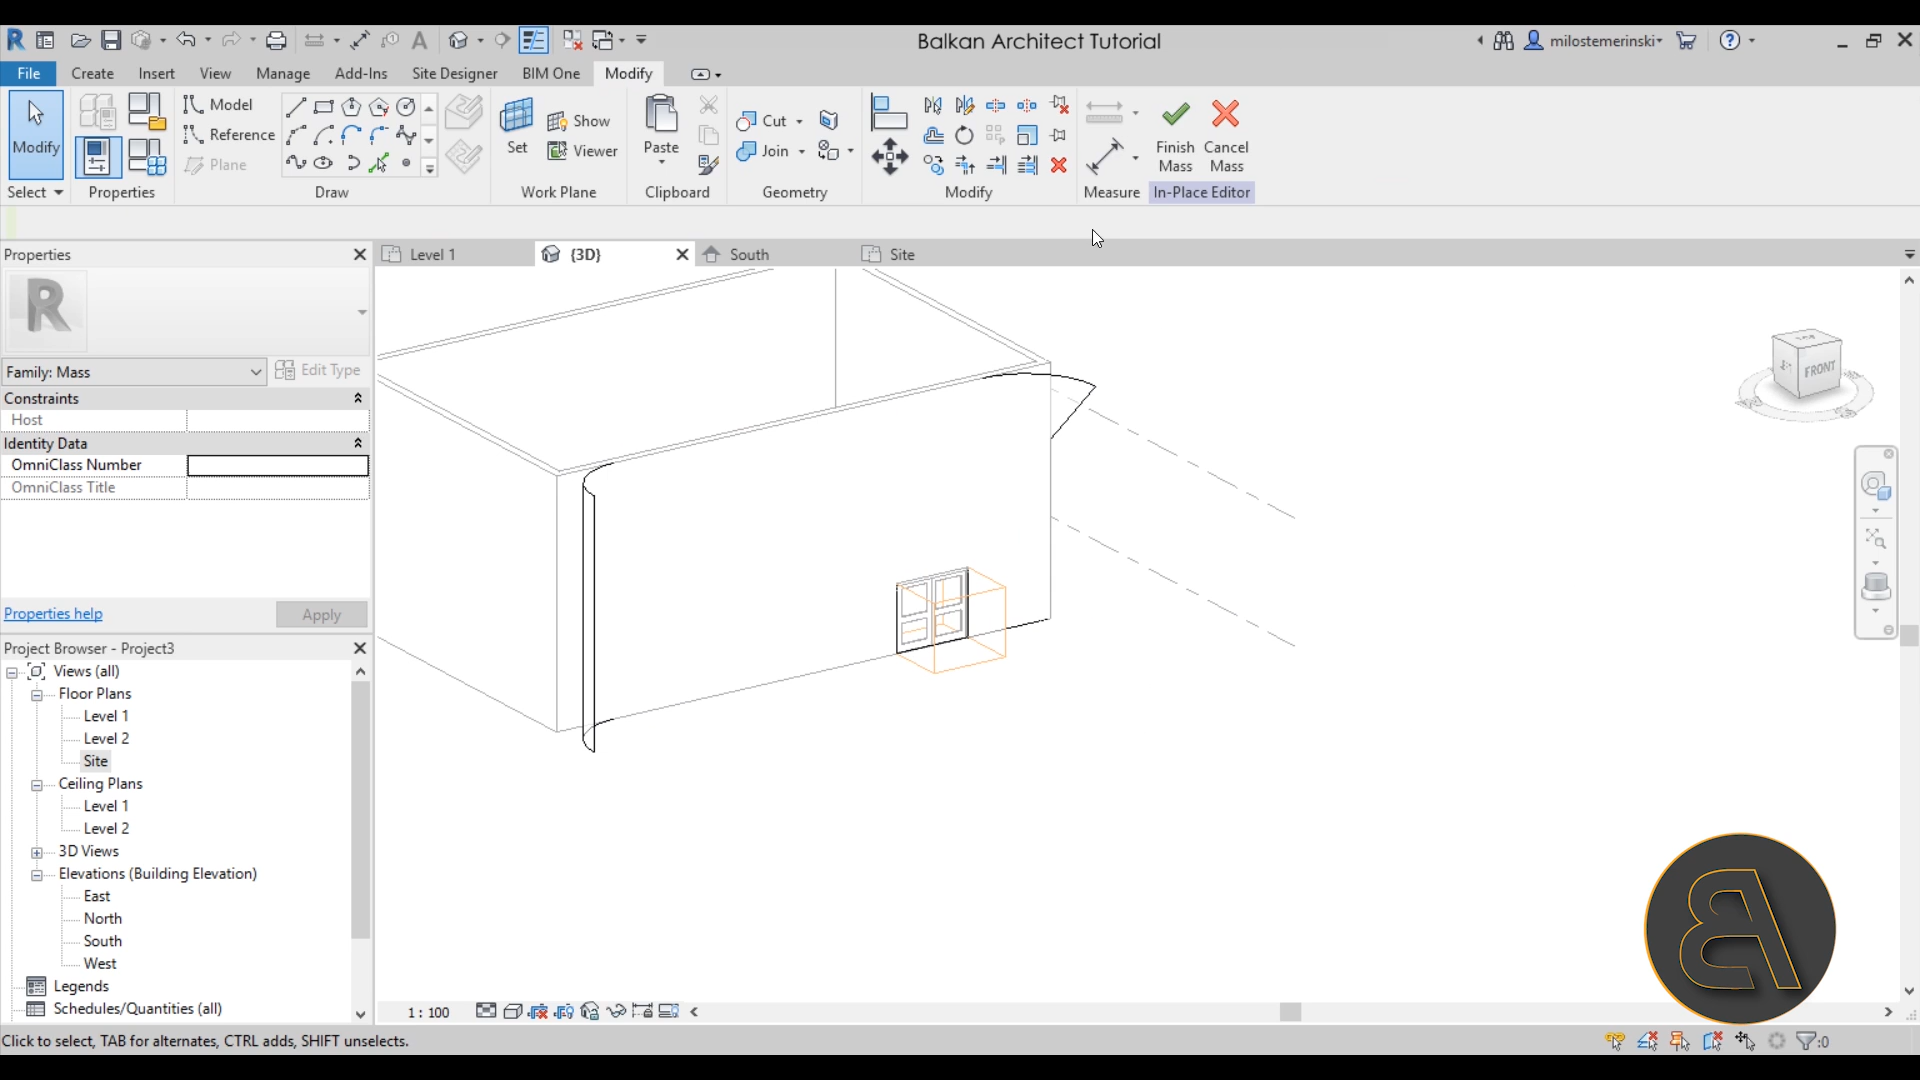 Balkan Architect Tutorial
milostemerinski
File Create Insert View Manage Add-Ins Site Designer BIM One Modify
Modify
Select
Properties
Model
Reference
Plane
Draw
Set
Show
Viewer
Work Plane
Paste
Clipboard
Cut
Join
Geometry
Modify
Measure
Finish Mass
Cancel Mass
In-Place Editor
Properties
Level 1
{3D}
South
Site
R
Family: Mass
Edit Type
Constraints
Host
Identity Data
OmniClass Number
OmniClass Title
Properties help
Apply
FRONT
Project Browser - Project3
Views (all)
Floor Plans
Level 1
Level 2
Site
Ceiling Plans
Level 1
Level 2
3D Views
Elevations (Building Elevation)
East
North
South
West
Legends
Schedules/Quantities (all)
1 : 100
Click to select, TAB for alternates, CTRL adds, SHIFT unselects.
:0